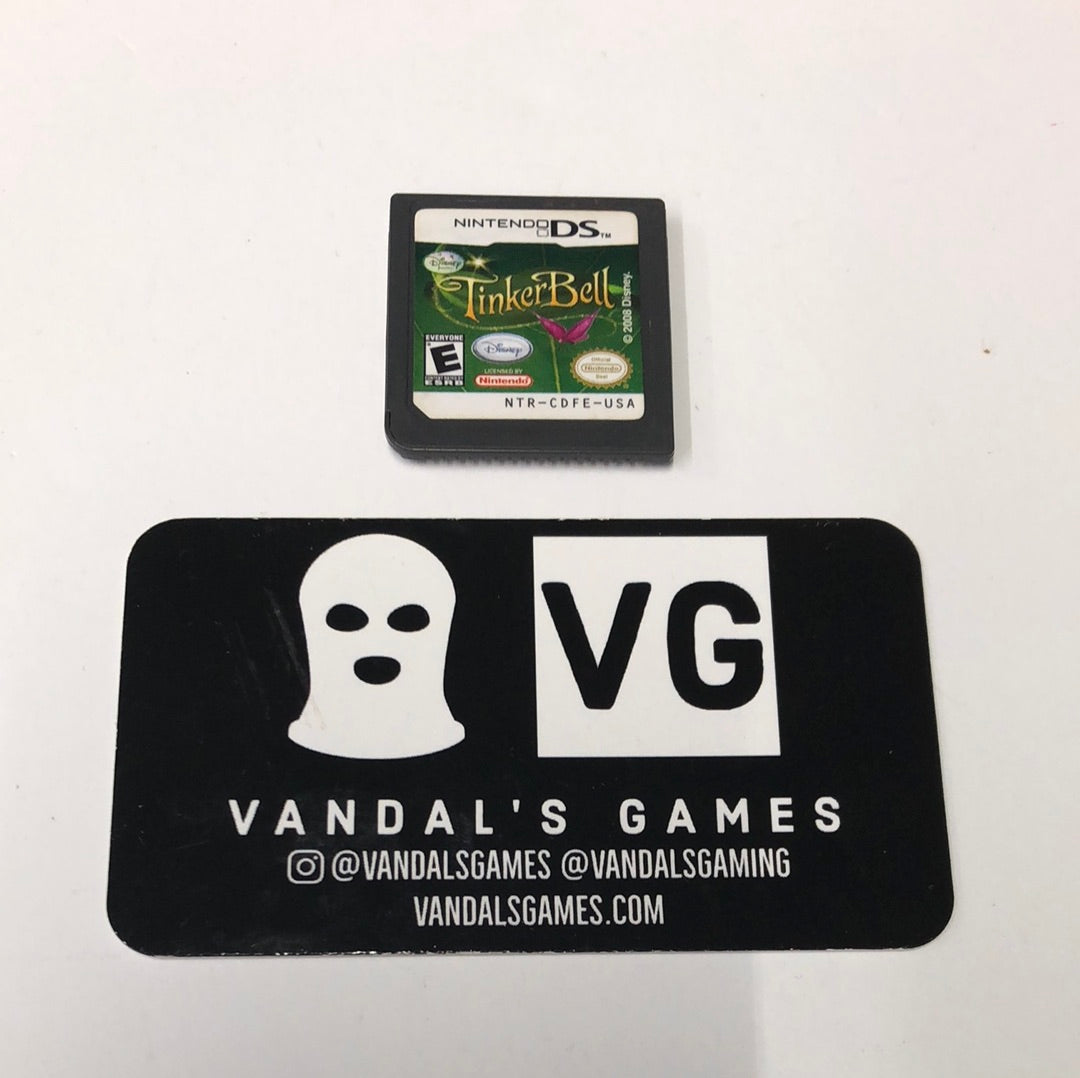 NINTENDO DS™
Disney
TinkerBell
© 2008 Disney.
EVERYONE
E
ESRB
Disney
LICENSED BY
Nintendo
Official
Nintendo
Seal
NTR-CDFE-USA
VG
VANDAL'S GAMES
@VANDALSGAMES @VANDALSGAMING
VANDALSGAMES.COM